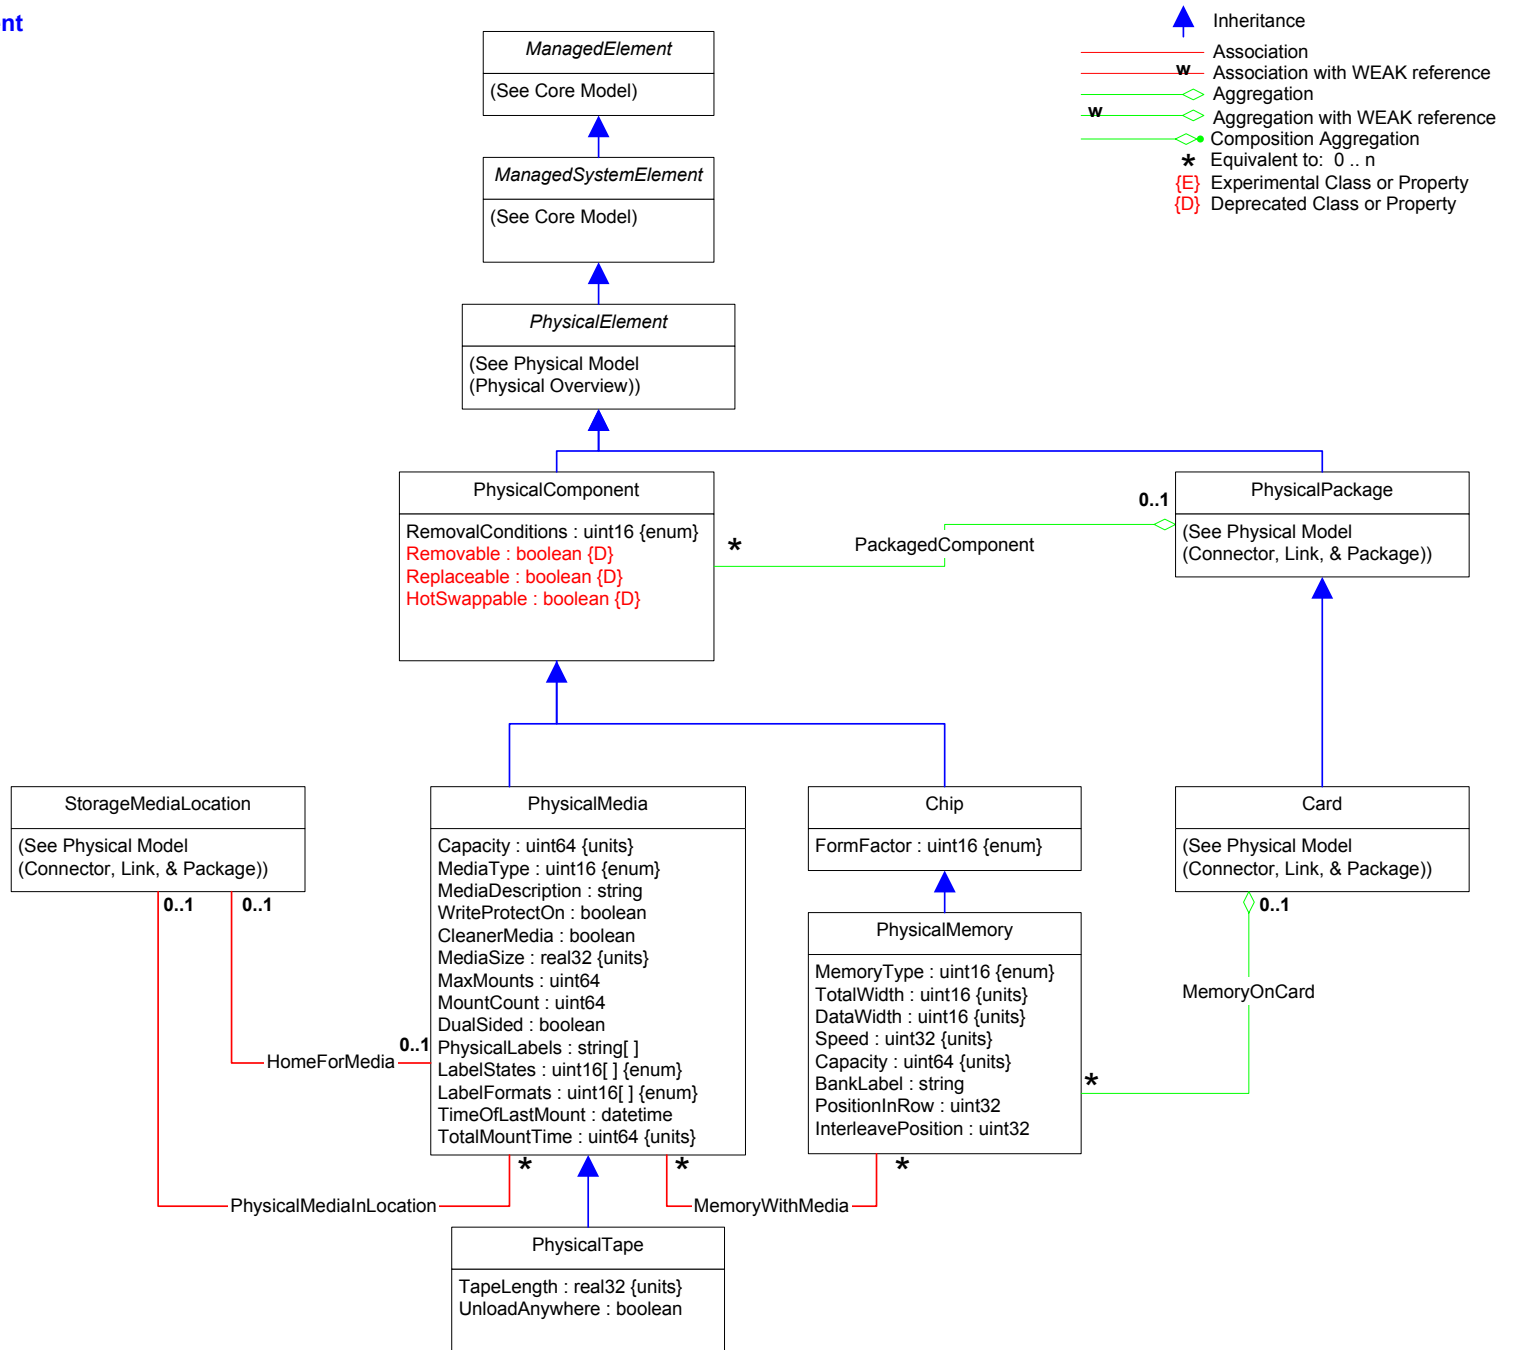 nt
Inheritance
Association
w Association with WEAK reference
Aggregation
w Aggregation with WEAK reference
Composition Aggregation
* Equivalent to: 0 .. n
{E} Experimental Class or Property
{D} Deprecated Class or Property
ManagedElement
(See Core Model)
ManagedSystemElement
(See Core Model)
PhysicalElement
(See Physical Model
(Physical Overview))
PhysicalComponent
RemovalConditions : uint16 {enum}
Removable : boolean {D}
Replaceable : boolean {D}
HotSwappable : boolean {D}
*
PackagedComponent
0..1
PhysicalPackage
(See Physical Model
(Connector, Link, & Package))
StorageMediaLocation
(See Physical Model
(Connector, Link, & Package))
0..1 0..1
HomeForMedia
0..1
PhysicalMedia
Capacity : uint64 {units}
MediaType : uint16 {enum}
MediaDescription : string
WriteProtectOn : boolean
CleanerMedia : boolean
MediaSize : real32 {units}
MaxMounts : uint64
MountCount : uint64
DualSided : boolean
PhysicalLabels : string[ ]
LabelStates : uint16[ ] {enum}
LabelFormats : uint16[ ] {enum}
TimeOfLastMount : datetime
TotalMountTime : uint64 {units}
Chip
FormFactor : uint16 {enum}
PhysicalMemory
MemoryType : uint16 {enum}
TotalWidth : uint16 {units}
DataWidth : uint16 {units}
Speed : uint32 {units}
Capacity : uint64 {units}
BankLabel : string
PositionInRow : uint32
InterleavePosition : uint32
Card
(See Physical Model
(Connector, Link, & Package))
0..1
MemoryOnCard
*
* * *
PhysicalMediaInLocation
MemoryWithMedia
PhysicalTape
TapeLength : real32 {units}
UnloadAnywhere : boolean